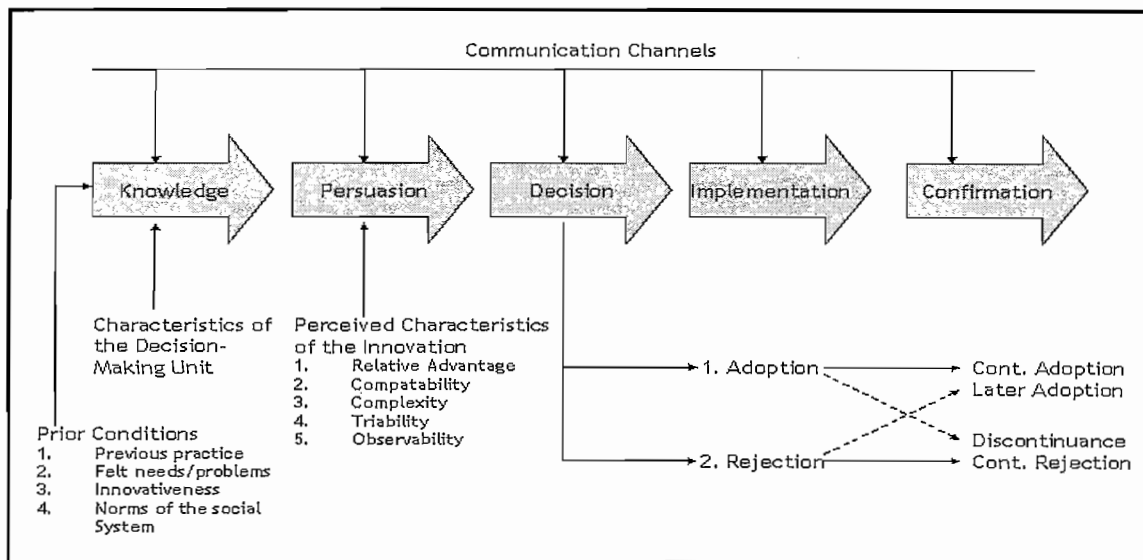 Communication Channels
Knowledge
Persuasion
Decision
Implementation
Confirmation
Characteristics of
the Decision-
Making Unit
Perceived Characteristics
of the Innovation
1. Relative Advantage
2. Compatability
3. Complexity
4. Triability
5. Observability
Prior Conditions
1. Previous practice
2. Felt needs/problems
3. Innovativeness
4. Norms of the social
System
1. Adoption
2. Rejection
Cont. Adoption
Later Adoption
Discontinuance
Cont. Rejection